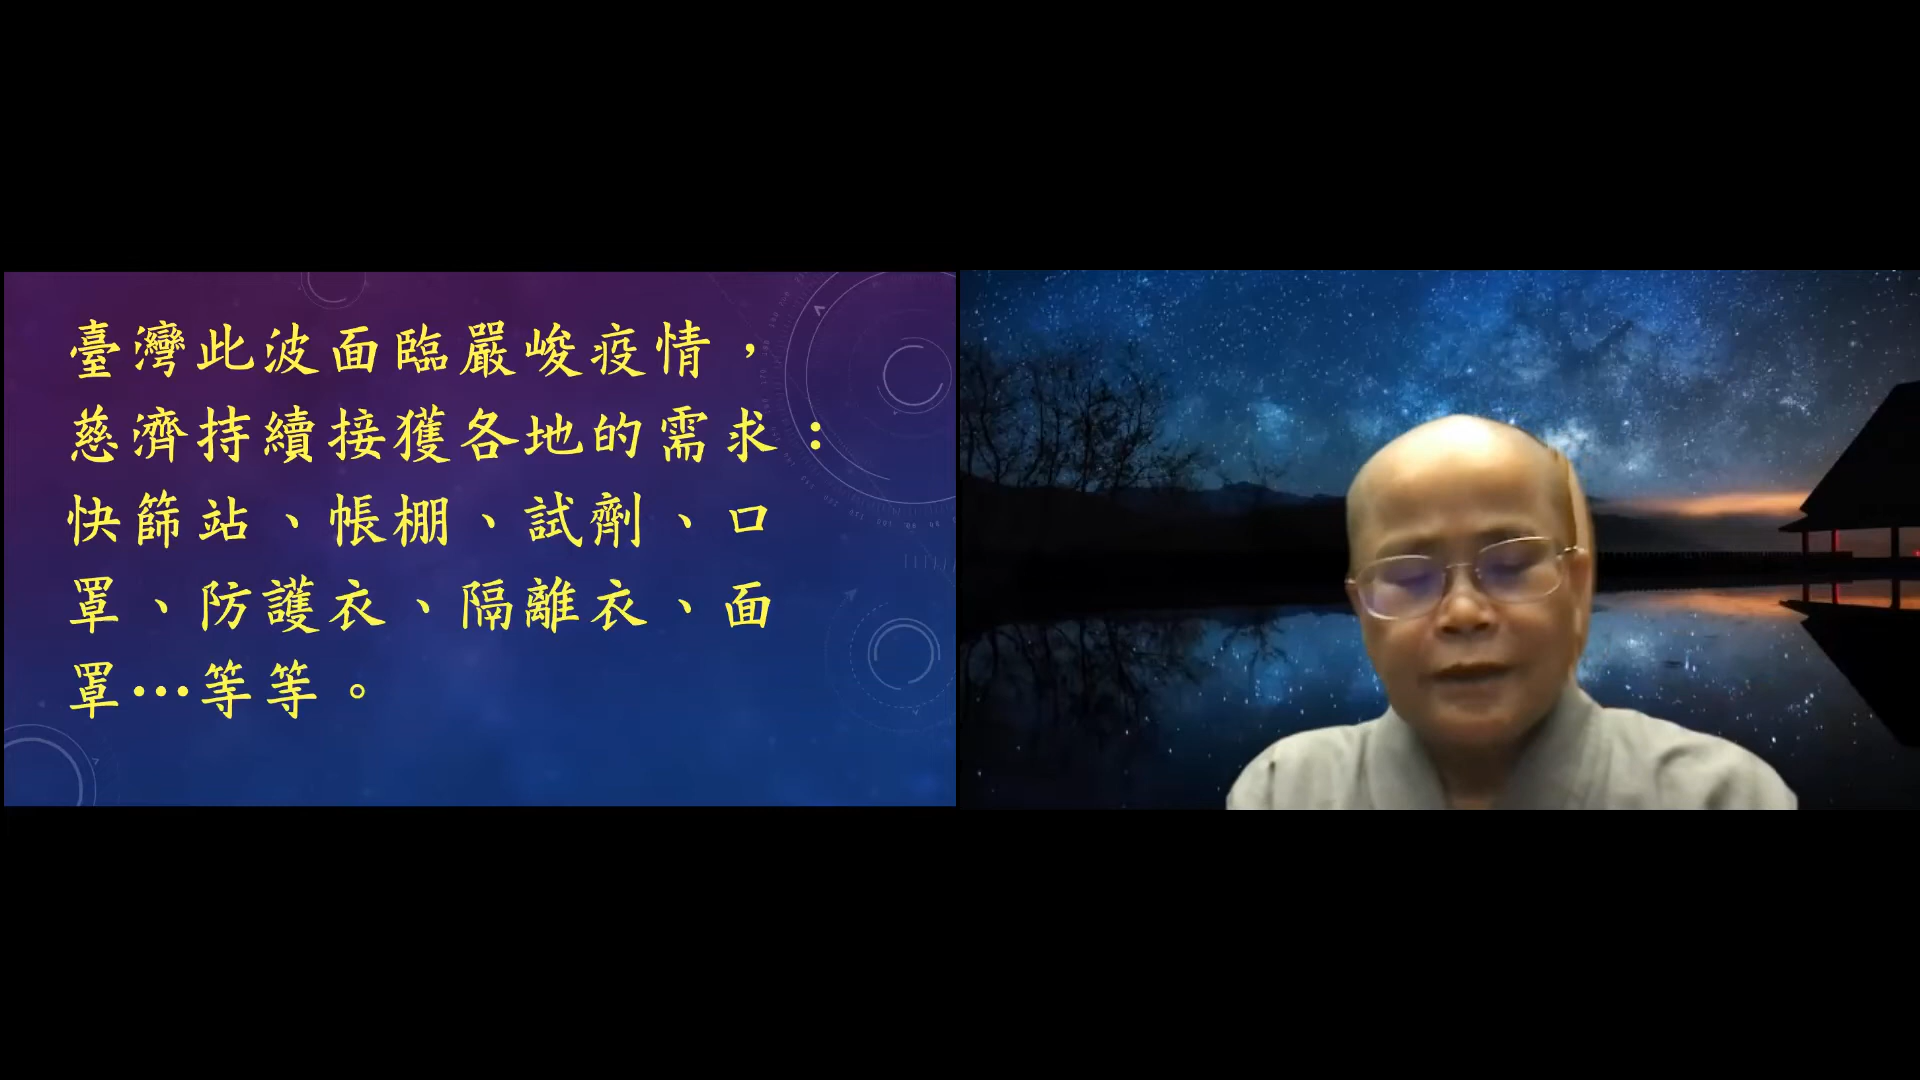 臺灣此波面臨嚴峻疫情，
慈濟持續接獲各地的需求：
快篩站、帳棚、試劑、口
罩、防護衣、隔離衣、面
罩…等等。